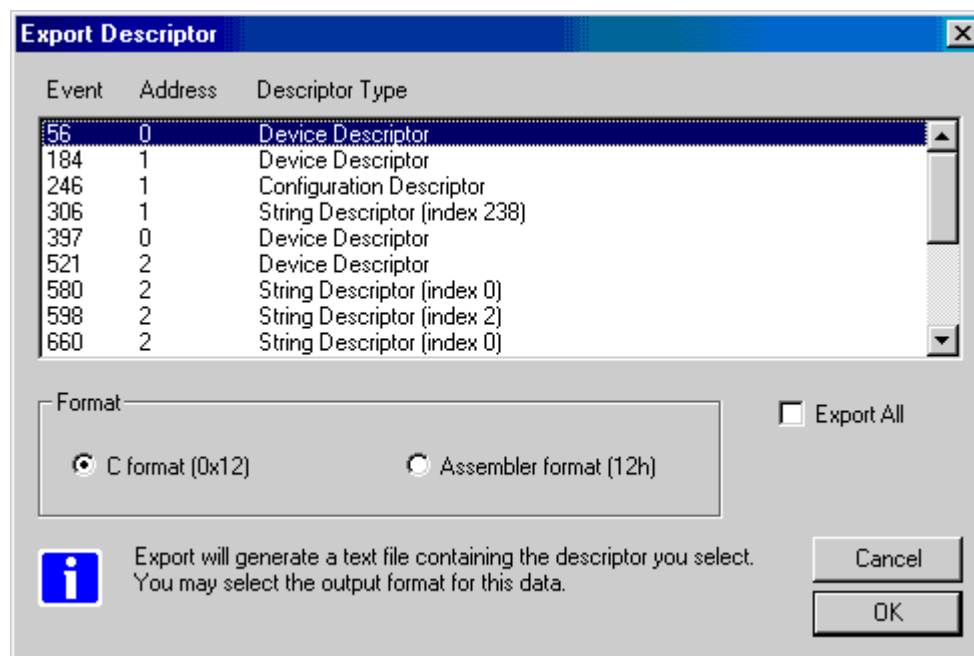 Export Descriptor
Event Address Descriptor Type
56 0 Device Descriptor
184 1 Device Descriptor
246 1 Configuration Descriptor
306 1 String Descriptor (index 238)
397 0 Device Descriptor
521 2 Device Descriptor
580 2 String Descriptor (index 0)
598 2 String Descriptor (index 2)
660 2 String Descriptor (index 0)
Format
Export All
C format (0x12) Assembler format (12h)
Export will generate a text file containing the descriptor you select.
You may select the output format for this data.
Cancel
OK